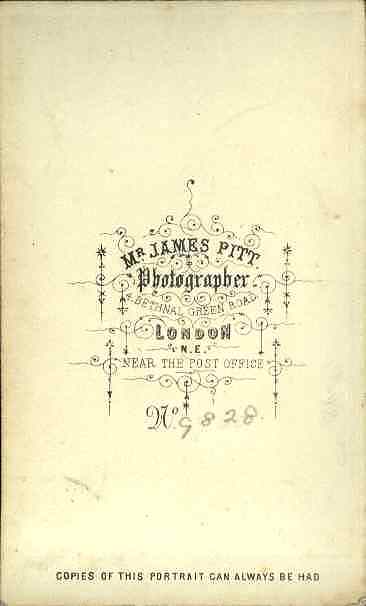 MR JAMES PITT.
Photographer
4, BETHNAL GREEN ROAD
LONDON
N.E.
NEAR THE POST OFFICE
No. 9828
COPIES OF THIS PORTRAIT CAN ALWAYS BE HAD